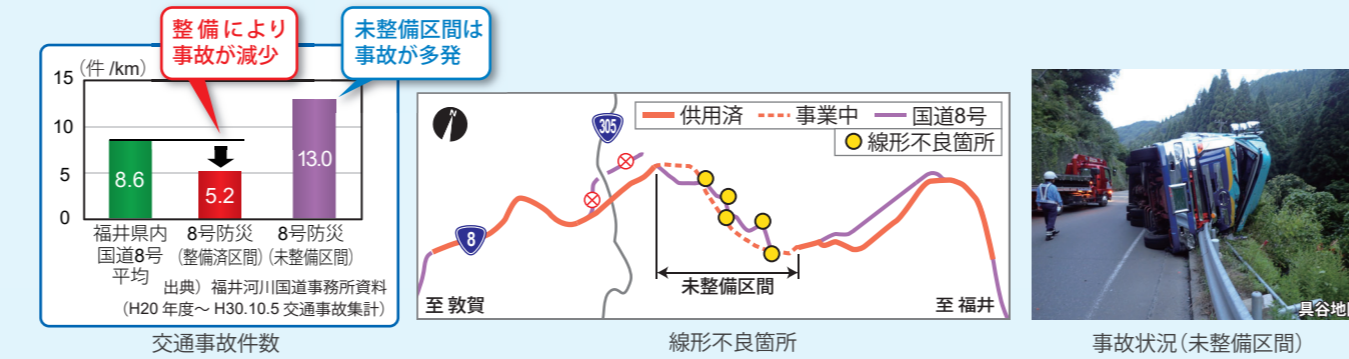 整備により
事故が減少
未整備区間は
事故が多発
(件/km)
15
10
5
0
8.6
5.2
13.0
福井県内
国道8号
平均
8号防災
(整備済区間)
8号防災
(未整備区間)
出典）福井河川国道事務所資料
（H20年度～H30.10.5 交通事故集計）
交通事故件数
N
305
供用済
事業中
国道8号
線形不良箇所
8
未整備区間
至 敦賀
至 福井
線形不良箇所
具谷地
事故状況（未整備区間）